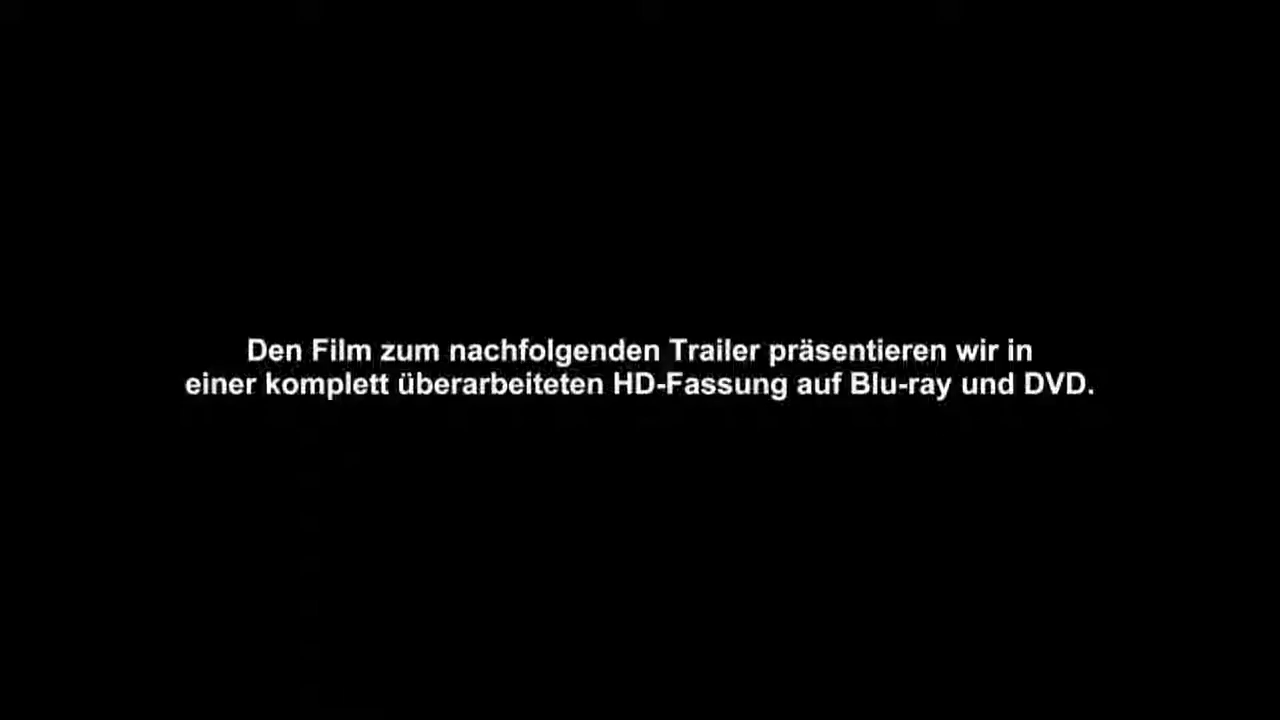 Den Film zum nachfolgenden Trailer präsentieren wir in
einer komplett überarbeiteten HD-Fassung auf Blu-ray und DVD.